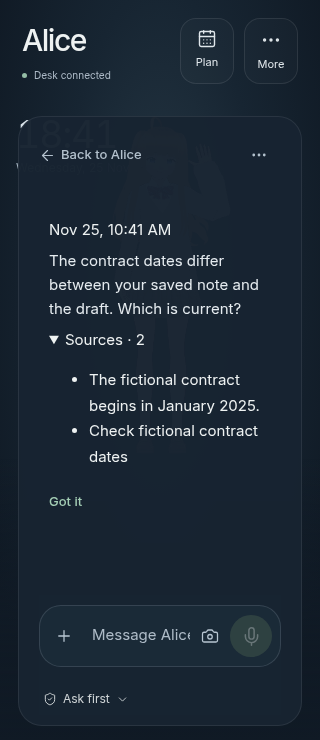 Alice
Desk connected
Plan
More
18:41
Back to Alice
Nov 25, 10:41 AM
The contract dates differ
between your saved note and
the draft. Which is current?
Sources · 2
The fictional contract
begins in January 2025.
Check fictional contract
dates
Got it
Message Alice
Ask first